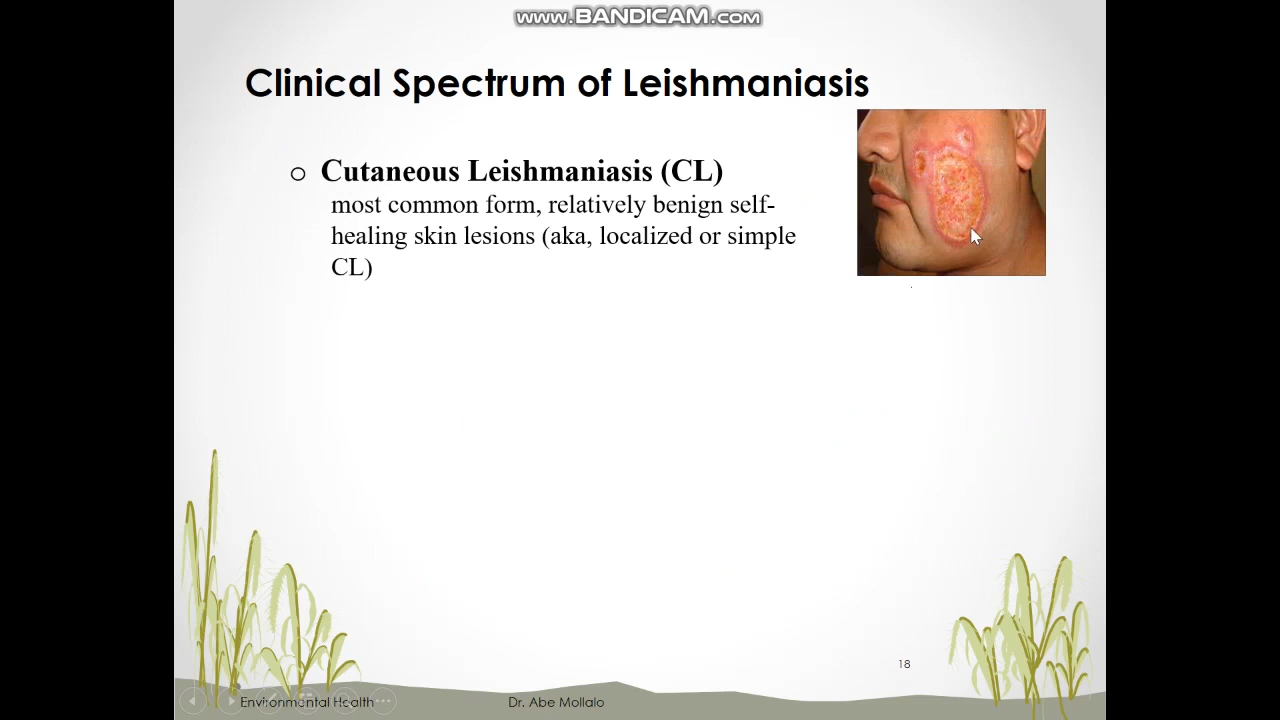 www.BANDICAM.com
Clinical Spectrum of Leishmaniasis
o Cutaneous Leishmaniasis (CL)
most common form, relatively benign self-
healing skin lesions (aka, localized or simple
CL)
18
Environmental Health
Dr. Abe Mollalo